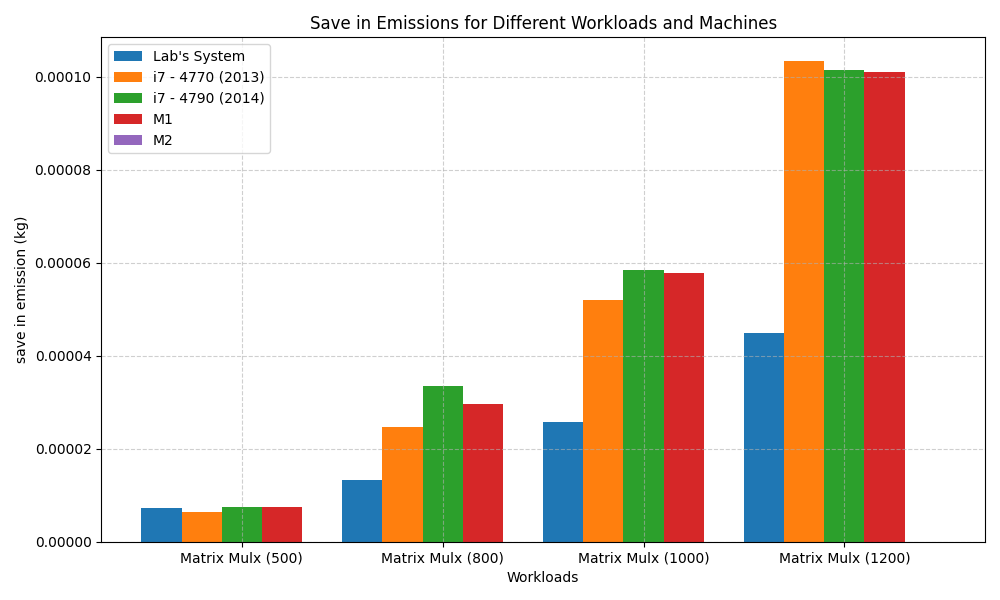 Save in Emissions for Different Workloads and Machines
Lab's System
i7 - 4770 (2013)
i7 - 4790 (2014)
M1
M2
0.00010
0.00008
0.00006
0.00004
0.00002
0.00000
save in emission (kg)
Matrix Mulx (500)
Matrix Mulx (800)
Matrix Mulx (1000)
Matrix Mulx (1200)
Workloads